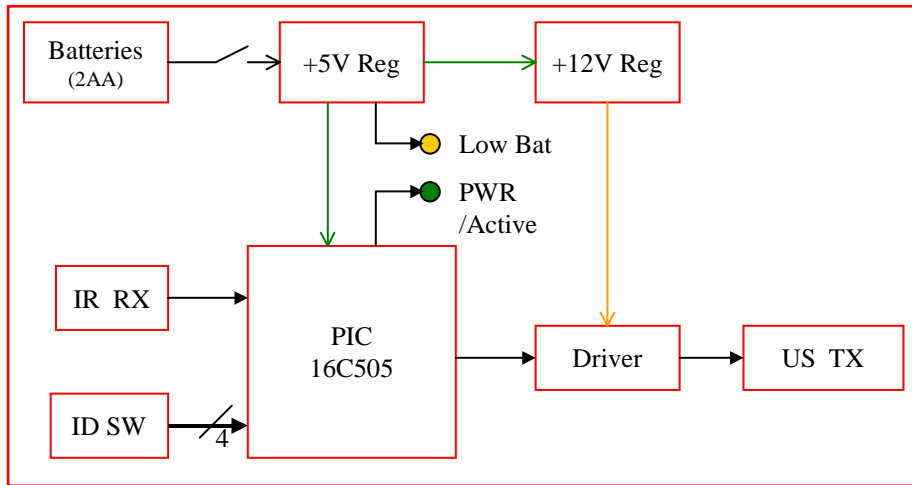 Batteries
(2AA)
+5V Reg
+12V Reg
Low Bat
PWR
/Active
IR RX
PIC
16C505
Driver
US TX
ID SW
4